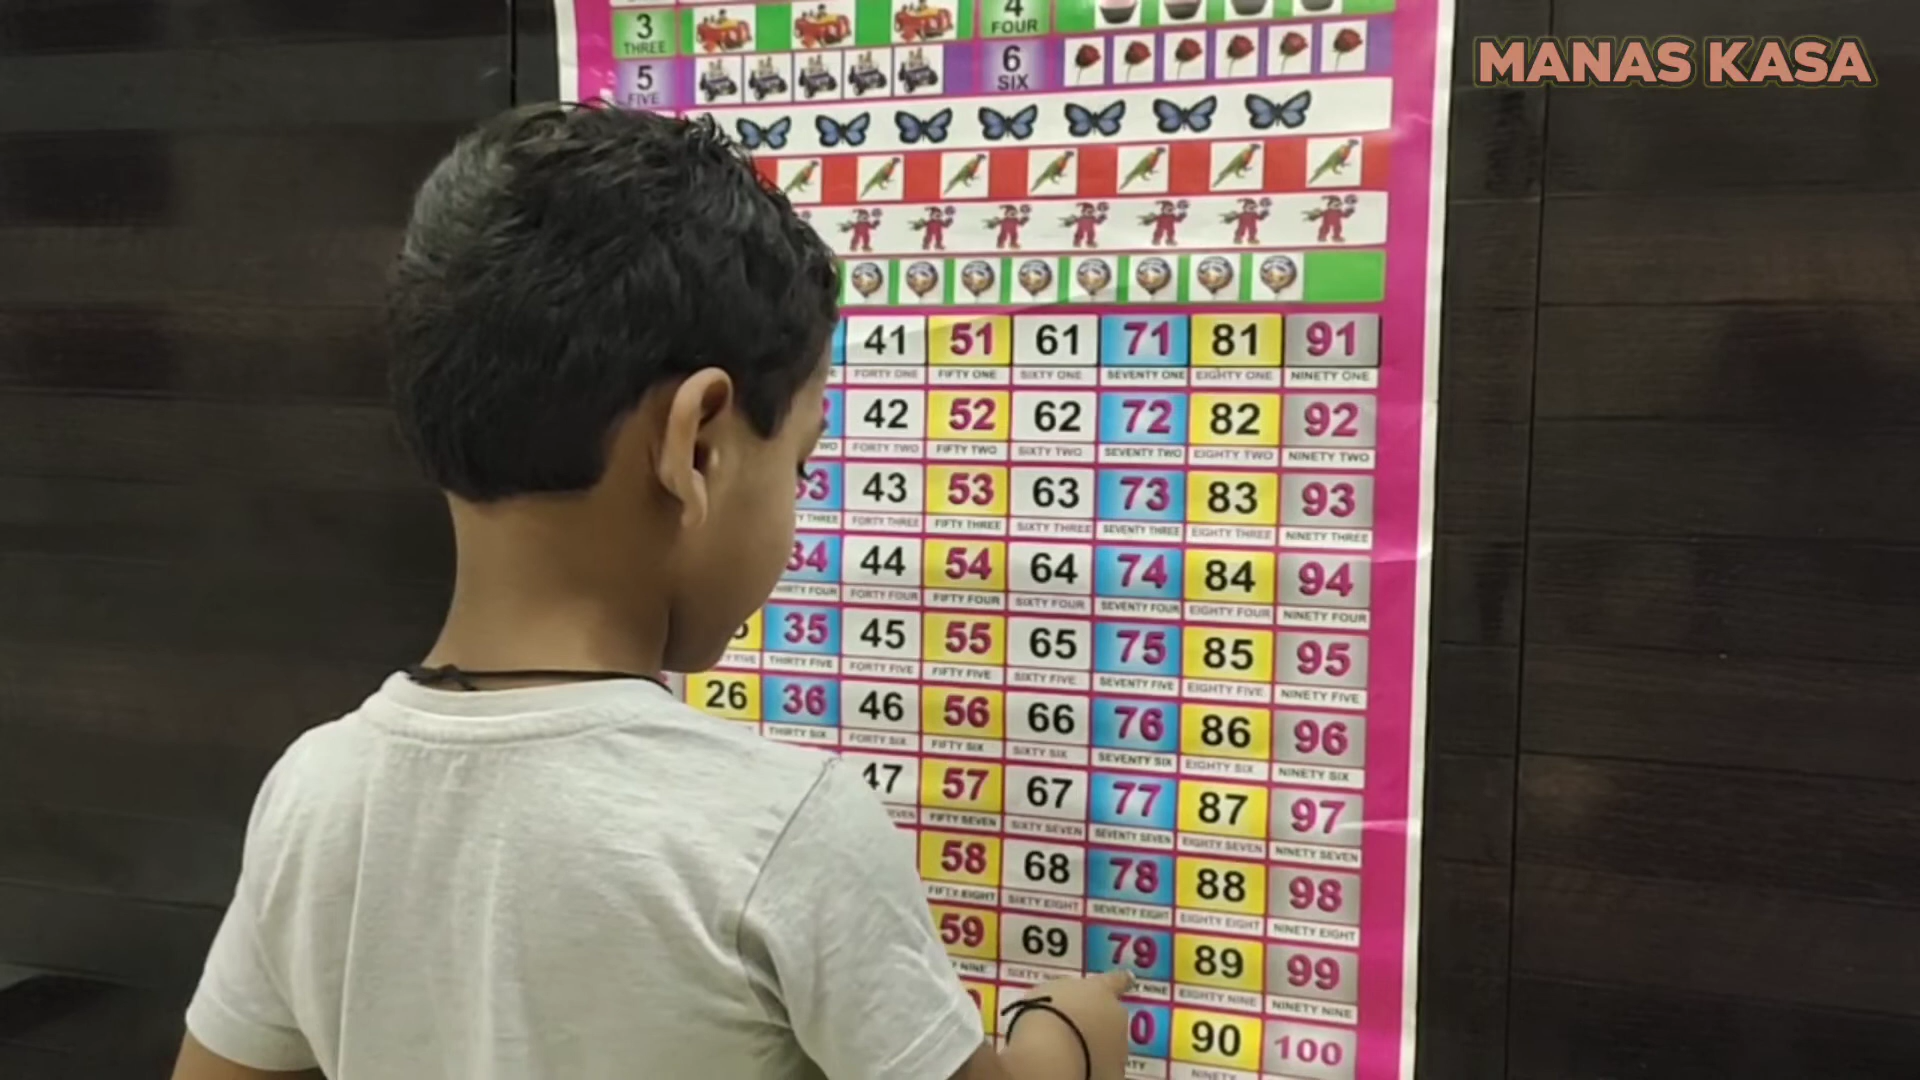 MANAS KASA
3 4
THREE FOUR
5 6
FIVE SIX
41 51 61 71 81 91
FORTY ONE FIFTY ONE SIXTY ONE SEVENTY ONE EIGHTY ONE NINETY ONE
42 52 62 72 82 92
FORTY TWO FIFTY TWO SIXTY TWO SEVENTY TWO EIGHTY TWO NINETY TWO
43 53 63 73 83 93
FORTY THREE FIFTY THREE SIXTY THREE SEVENTY THREE EIGHTY THREE NINETY THREE
34 44 54 64 74 84 94
THIRTY FOUR FORTY FOUR FIFTY FOUR SIXTY FOUR SEVENTY FOUR EIGHTY FOUR NINETY FOUR
35 45 55 65 75 85 95
THIRTY FIVE FORTY FIVE FIFTY FIVE SIXTY FIVE SEVENTY FIVE EIGHTY FIVE NINETY FIVE
26 36 46 56 66 76 86 96
THIRTY SIX FORTY SIX FIFTY SIX SIXTY SIX SEVENTY SIX EIGHTY SIX NINETY SIX
47 57 67 77 87 97
FIFTY SEVEN SIXTY SEVEN SEVENTY SEVEN EIGHTY SEVEN NINETY SEVEN
58 68 78 88 98
FIFTY EIGHT SIXTY EIGHT SEVENTY EIGHT EIGHTY EIGHT NINETY EIGHT
59 69 79 89 99
NINE SIXTY NINE EIGHTY NINE NINETY NINE
90 100
NINETY